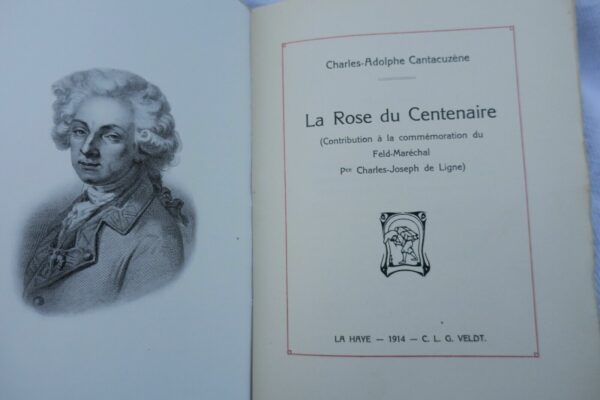 Charles-Adolphe Cantacuzène
La Rose du Centenaire
(Contribution à la commémoration du
Feld-Maréchal
Pce Charles-Joseph de Ligne)
LA HAYE — 1914 — C. L. G. VELDT.